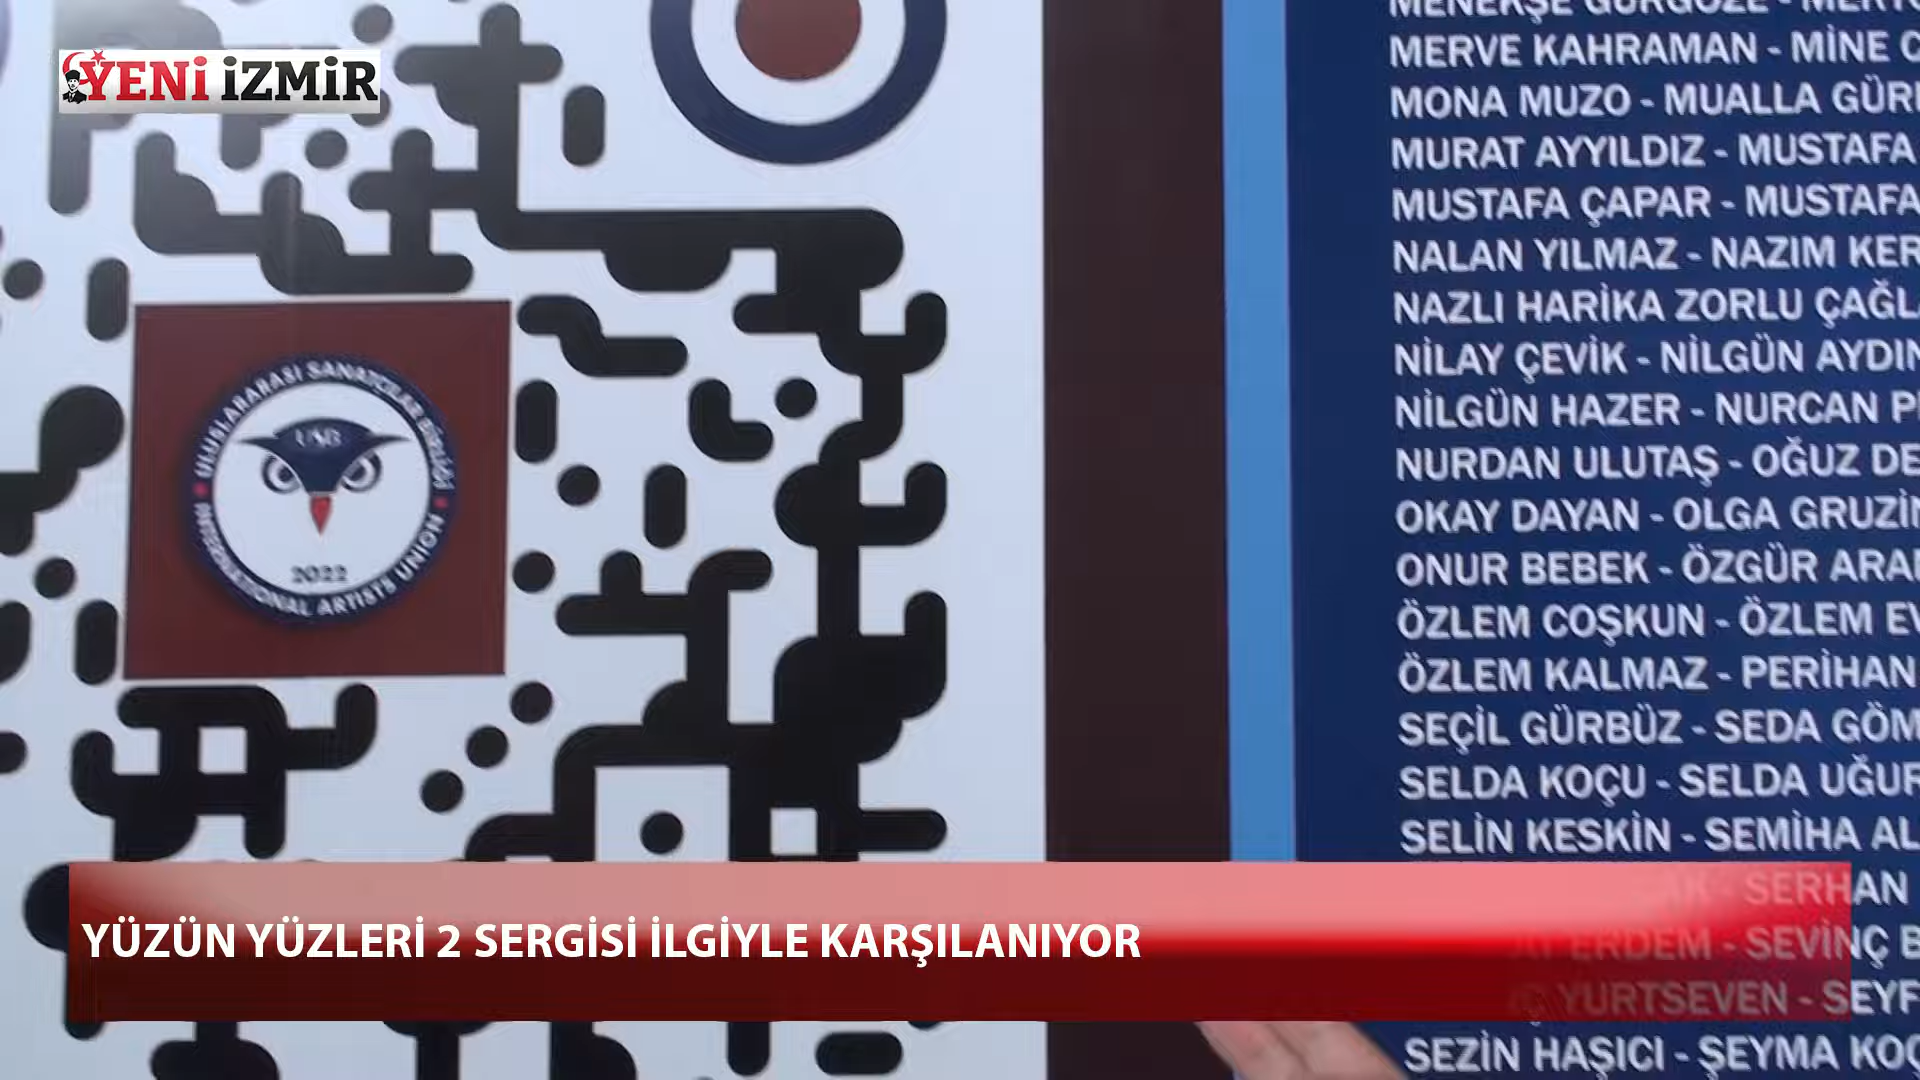 YENİ İZMİR
ULUSLARARASI SANATÇILAR BİRLİĞİ
USB
2022
INTERNATIONAL ARTISTS UNION
MENEKŞE GÜRGÖZE -
MERVE KAHRAMAN - MİNE
MONA MUZO - MUALLA
MURAT AYYILDIZ - MUSTAFA
MUSTAFA ÇAPAR - MUSTAFA
NALAN YILMAZ - NAZIM
NAZLI HARİKA ZORLU
NİLAY ÇEVİK - NİLGÜN
NİLGÜN HAZER - NURCAN
NURDAN ULUTAŞ - OĞUZ
OKAY DAYAN - OLGA
ONUR BEBEK - ÖZGÜR
ÖZLEM COŞKUN - ÖZLEM
ÖZLEM KALMAZ - PERİHAN
SEÇİL GÜRBÜZ - SEDA
SELDA KOÇU - SELDA
SELİN KESKİN - SEMİHA
- SERHAN
ERDEM - SEVİNÇ
YURTSEVEN -
SEZİN HAŞICI - ŞEYMA
YÜZÜN YÜZLERİ 2 SERGİSİ İLGİYLE KARŞILANIYOR